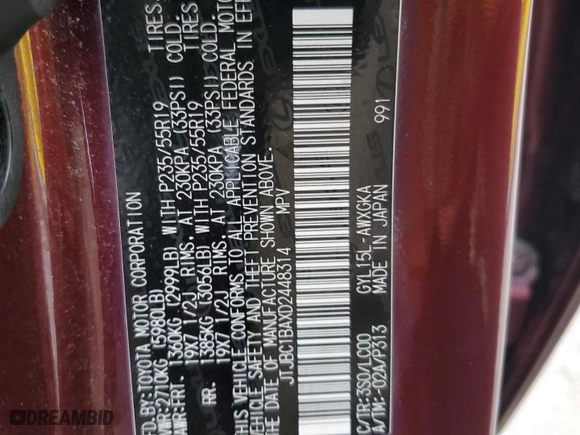 MFD.BY:TOYOTA MOTOR CORPORATION
2710KG (5980LB)
FRT. 1360KG (2999LB) WITH P235/55R19 TIRES,
19X7 1/2J RIMS, AT 230KPA (33PSI) COLD.
RR. 1385KG (3056LB) WITH P235/55R19 TIRES,
19X7 1/2J RIMS, AT 230KPA (33PSI) COLD.
THIS VEHICLE CONFORMS TO ALL APPLICABLE FEDERAL MOTOR
VEHICLE SAFETY AND THEFT PREVENTION STANDARDS IN EFF
THE DATE OF MANUFACTURE SHOWN ABOVE.
JTJBC1BAXD2448314 MPV
C/TR:3S0/LC00 GYL15L-AWXGKA
A/TM:-02A/P313 MADE IN JAPAN 991
DREAMBID